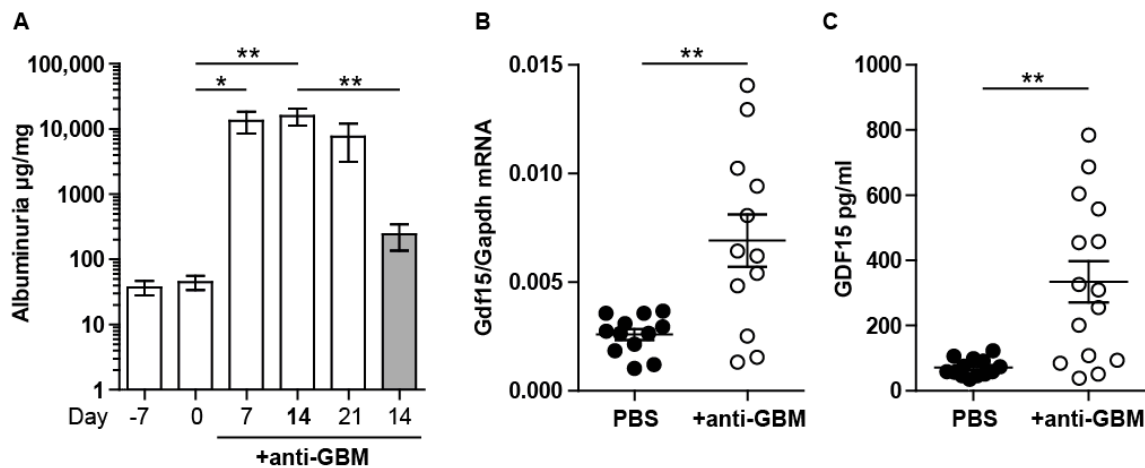 A
Albuminuria µg/mg
100,000
10,000
1000
100
10
1
**
*
**
Day -7 0 7 14 21 14
+anti-GBM
B
Gdf15/Gapdh mRNA
0.015
0.010
0.005
0.000
**
PBS +anti-GBM
C
GDF15 pg/ml
1000
800
600
400
200
0
**
PBS +anti-GBM